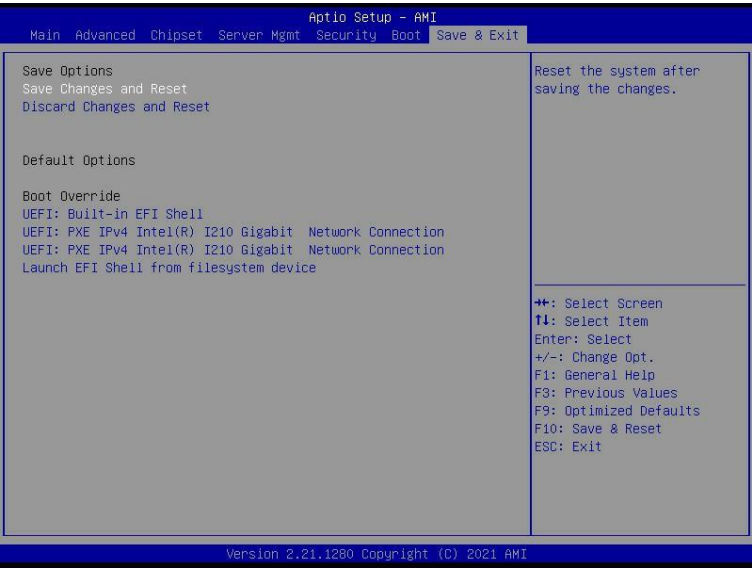 Aptio Setup – AMI
Main Advanced Chipset Server Mgmt Security Boot Save & Exit
Save Options
Save Changes and Reset
Discard Changes and Reset
Default Options
Boot Override
UEFI: Built-in EFI Shell
UEFI: PXE IPv4 Intel(R) I210 Gigabit  Network Connection
UEFI: PXE IPv4 Intel(R) I210 Gigabit  Network Connection
Launch EFI Shell from filesystem device
Reset the system after
saving the changes.
→←: Select Screen
↑↓: Select Item
Enter: Select
+/-: Change Opt.
F1: General Help
F3: Previous Values
F9: Optimized Defaults
F10: Save & Reset
ESC: Exit
Version 2.21.1280 Copyright (C) 2021 AMI